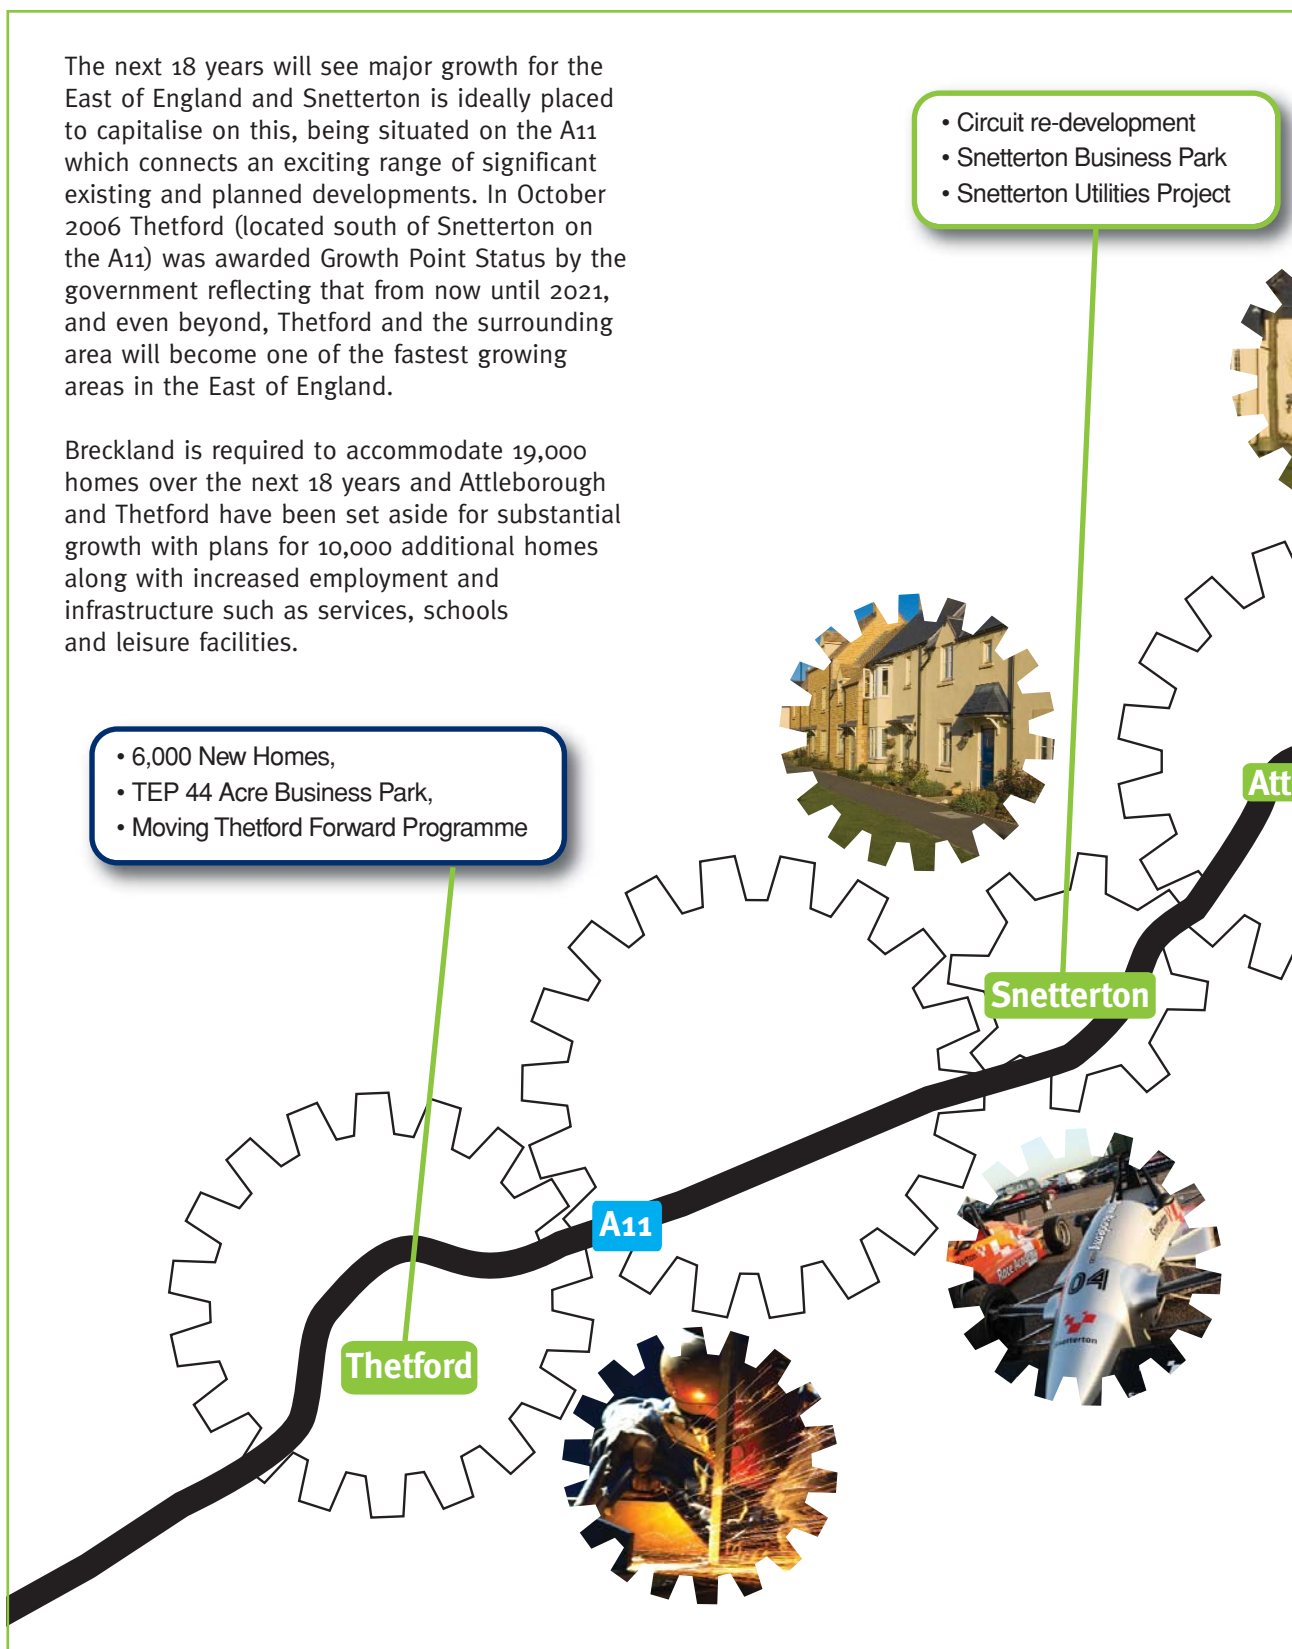 The next 18 years will see major growth for the
East of England and Snetterton is ideally placed
to capitalise on this, being situated on the A11
which connects an exciting range of significant
existing and planned developments. In October
2006 Thetford (located south of Snetterton on
the A11) was awarded Growth Point Status by the
government reflecting that from now until 2021,
and even beyond, Thetford and the surrounding
area will become one of the fastest growing
areas in the East of England.
Breckland is required to accommodate 19,000
homes over the next 18 years and Attleborough
and Thetford have been set aside for substantial
growth with plans for 10,000 additional homes
along with increased employment and
infrastructure such as services, schools
and leisure facilities.
• Circuit re-development
• Snetterton Business Park
• Snetterton Utilities Project
• 6,000 New Homes,
• TEP 44 Acre Business Park,
• Moving Thetford Forward Programme
Att
Snetterton
A11
Thetford
Race
04
Snetterton